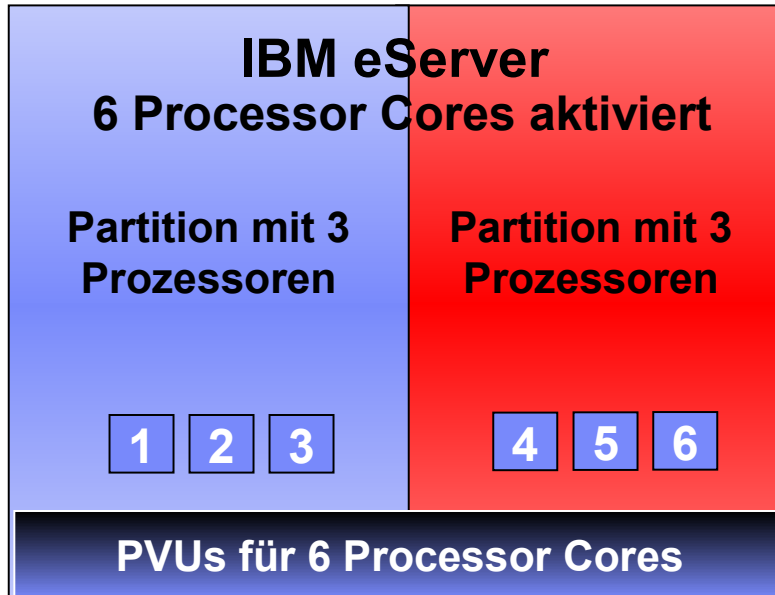 IBM eServer
6 Processor Cores aktiviert
Partition mit 3
Prozessoren
Partition mit 3
Prozessoren
1 2 3
4 5 6
PVUs für 6 Processor Cores